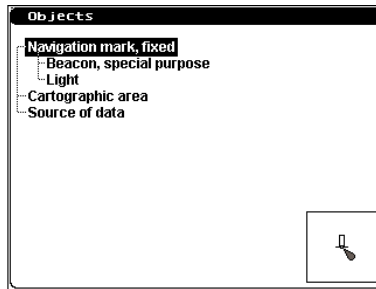 Objects
Navigation mark, fixed
Beacon, special purpose
Light
Cartographic area
Source of data